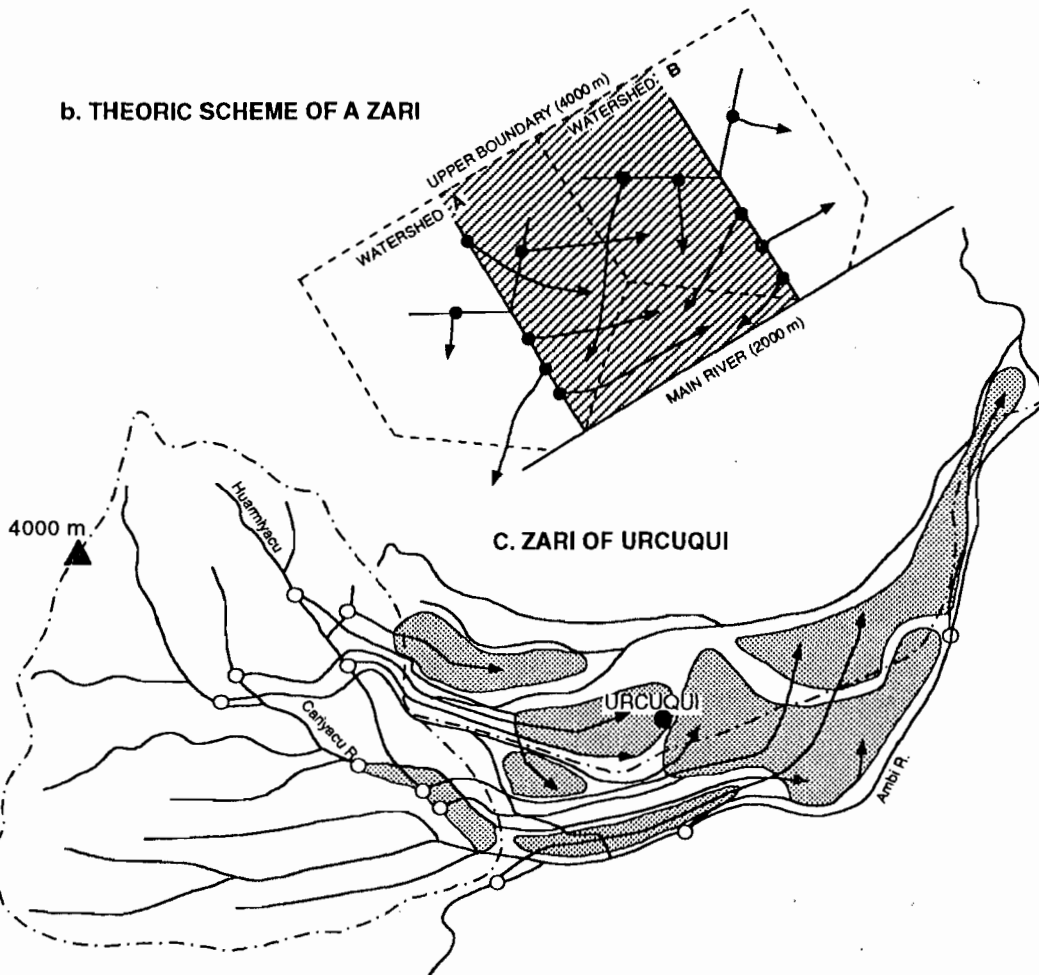 b. THEORIC SCHEME OF A ZARI
UPPER BOUNDARY (4000 m)
WATERSHED: B
WATERSHED A
MAIN RIVER (2000 m)
Huarmiyacu
4000 m
C. ZARI OF URCUQUI
URCUQUI
Cariyacu R.
Ambi R.